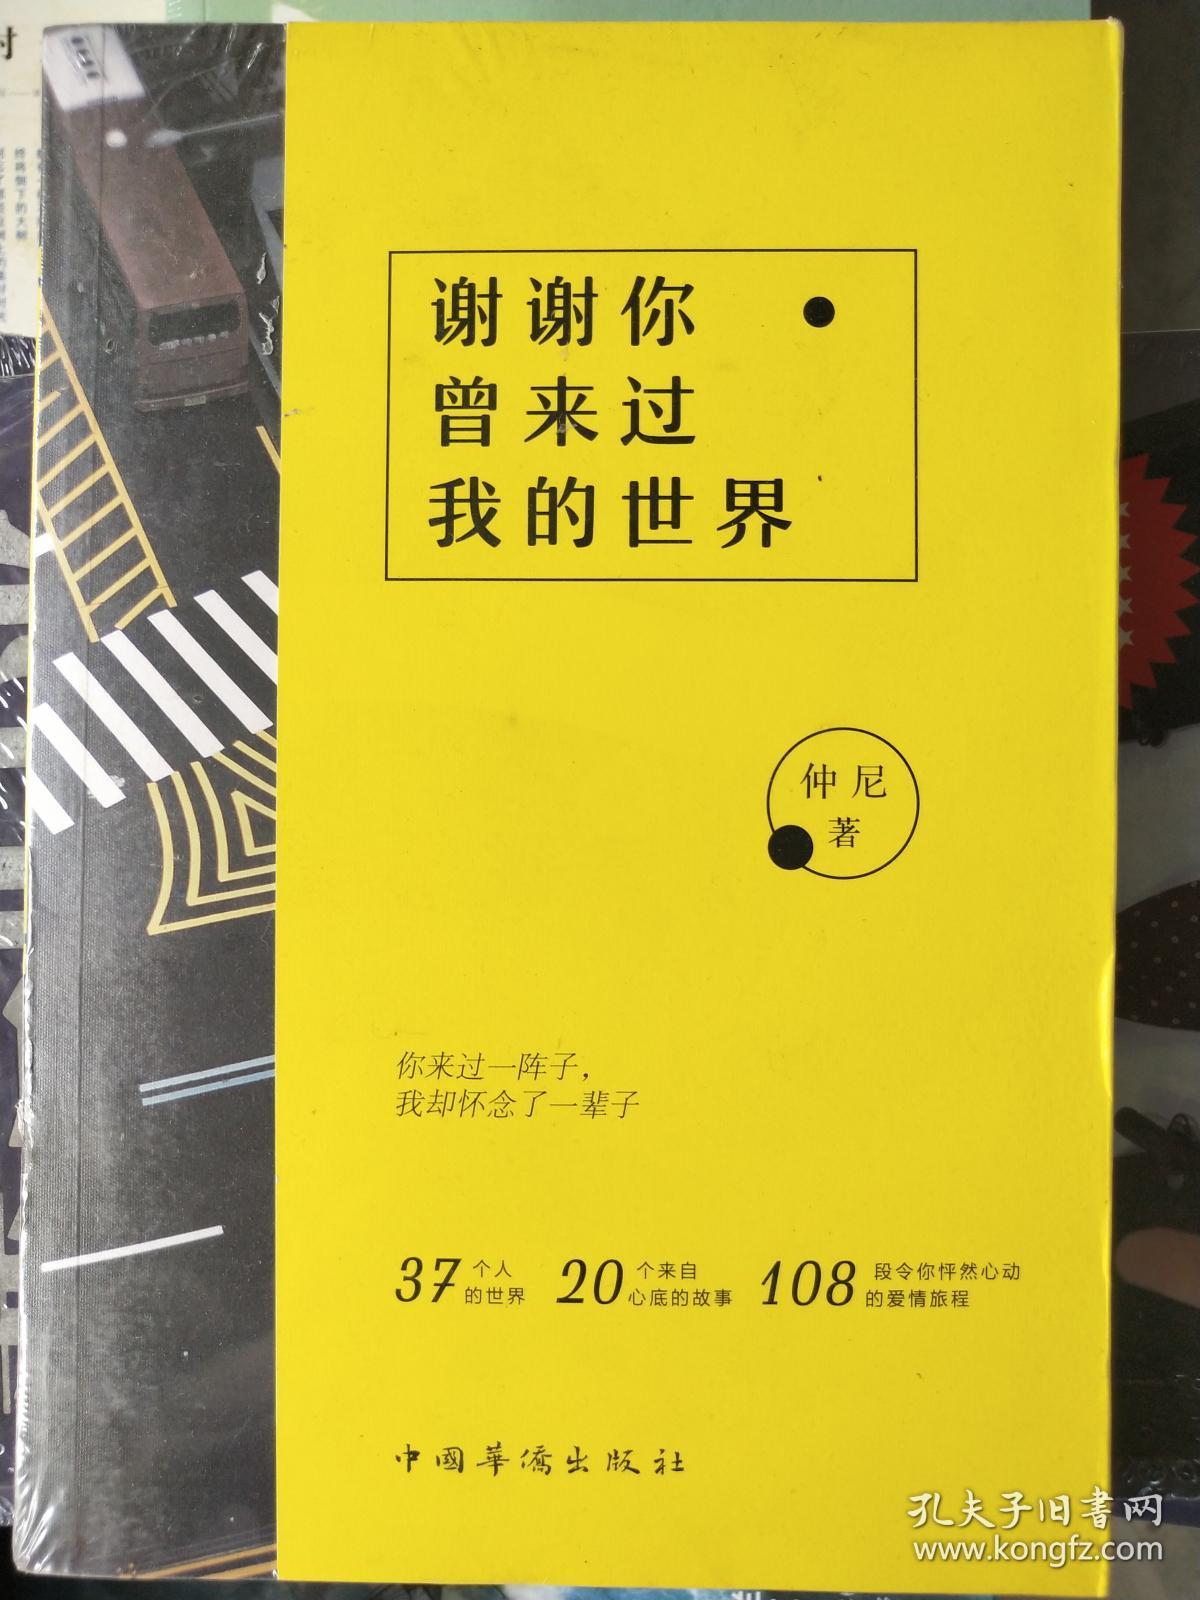 谢谢你
曾来过
我的世界
仲尼
著
你来过一阵子，
我却怀念了一辈子
37 个人的世界
20 个来自心底的故事
108 段令你怦然心动的爱情旅程
中國華僑出版社
孔夫子旧书网
www.kongfz.com